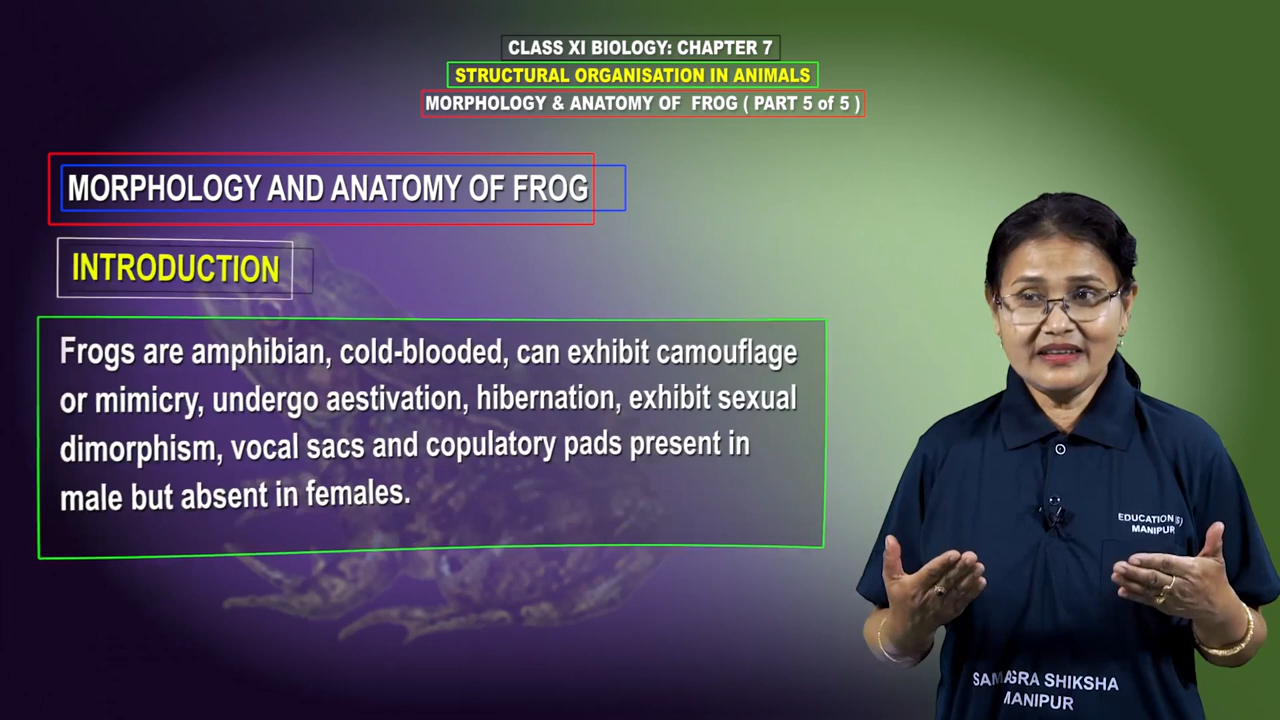 CLASS XI BIOLOGY: CHAPTER 7
STRUCTURAL ORGANISATION IN ANIMALS
MORPHOLOGY & ANATOMY OF FROG ( PART 5 of 5 )
MORPHOLOGY AND ANATOMY OF FROG
INTRODUCTION
Frogs are amphibian, cold-blooded, can exhibit camouflage
or mimicry, undergo aestivation, hibernation, exhibit sexual
dimorphism, vocal sacs and copulatory pads present in
male but absent in females.
EDUCATION (S)
MANIPUR
SAMAGRA SHIKSHA
MANIPUR